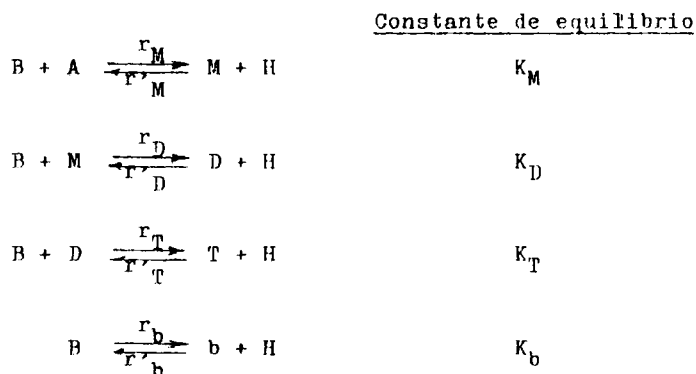 Constante de equilibrio
B + A ⇌ M + H r_M r'_M K_M
B + M ⇌ D + H r_D r'_D K_D
B + D ⇌ T + H r_T r'_T K_T
B ⇌ b + H r_b r'_b K_b